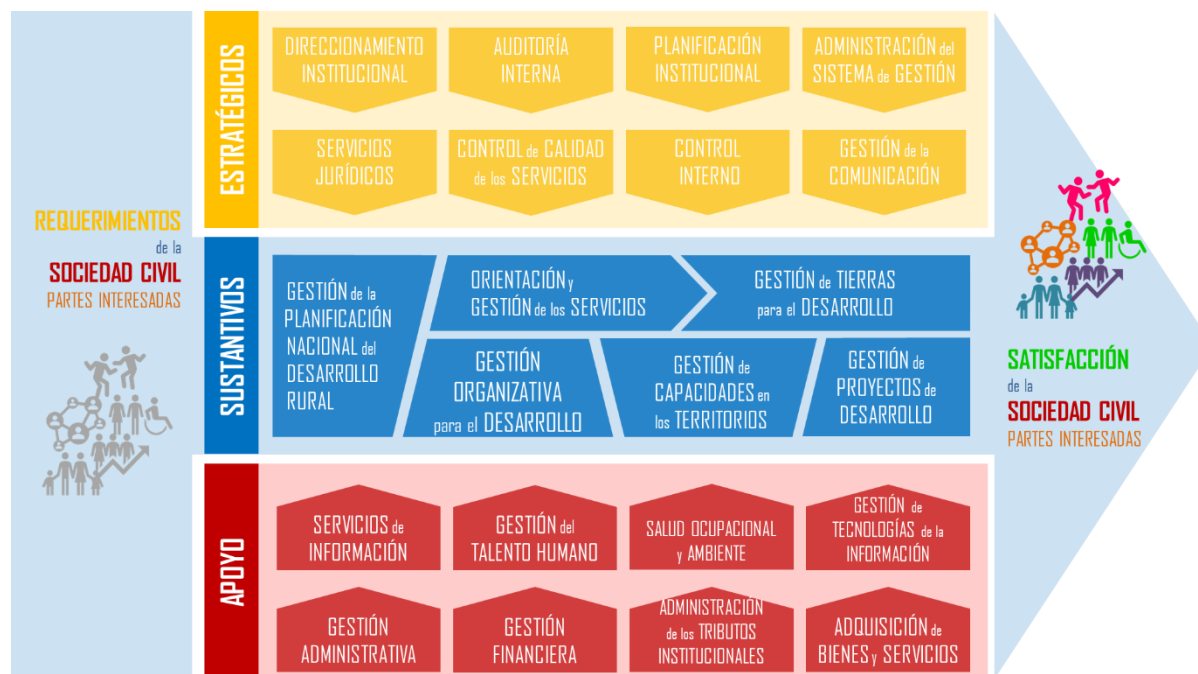 REQUERIMIENTOS
de la
SOCIEDAD CIVIL
PARTES INTERESADAS
ESTRATÉGICOS
DIRECCIONAMIENTO
INSTITUCIONAL
AUDITORÍA
INTERNA
PLANIFICACIÓN
INSTITUCIONAL
ADMINISTRACIÓN del
SISTEMA de GESTIÓN
SERVICIOS
JURÍDICOS
CONTROL de CALIDAD
de los SERVICIOS
CONTROL
INTERNO
GESTIÓN de la
COMUNICACIÓN
SUSTANTIVOS
GESTIÓN de la
PLANIFICACIÓN
NACIONAL del
DESARROLLO
RURAL
ORIENTACIÓN y
GESTIÓN de los SERVICIOS
GESTIÓN de TIERRAS
para el DESARROLLO
GESTIÓN
ORGANIZATIVA
para el DESARROLLO
GESTIÓN de
CAPACIDADES en
los TERRITORIOS
GESTIÓN de
PROYECTOS de
DESARROLLO
APOYO
SERVICIOS de
INFORMACIÓN
GESTIÓN del
TALENTO HUMANO
SALUD OCUPACIONAL
y AMBIENTE
GESTIÓN de
TECNOLOGÍAS de la
INFORMACIÓN
GESTIÓN
ADMINISTRATIVA
GESTIÓN
FINANCIERA
ADMINISTRACIÓN
de los TRIBUTOS
INSTITUCIONALES
ADQUISICIÓN de
BIENES y SERVICIOS
SATISFACCIÓN
de la
SOCIEDAD CIVIL
PARTES INTERESADAS